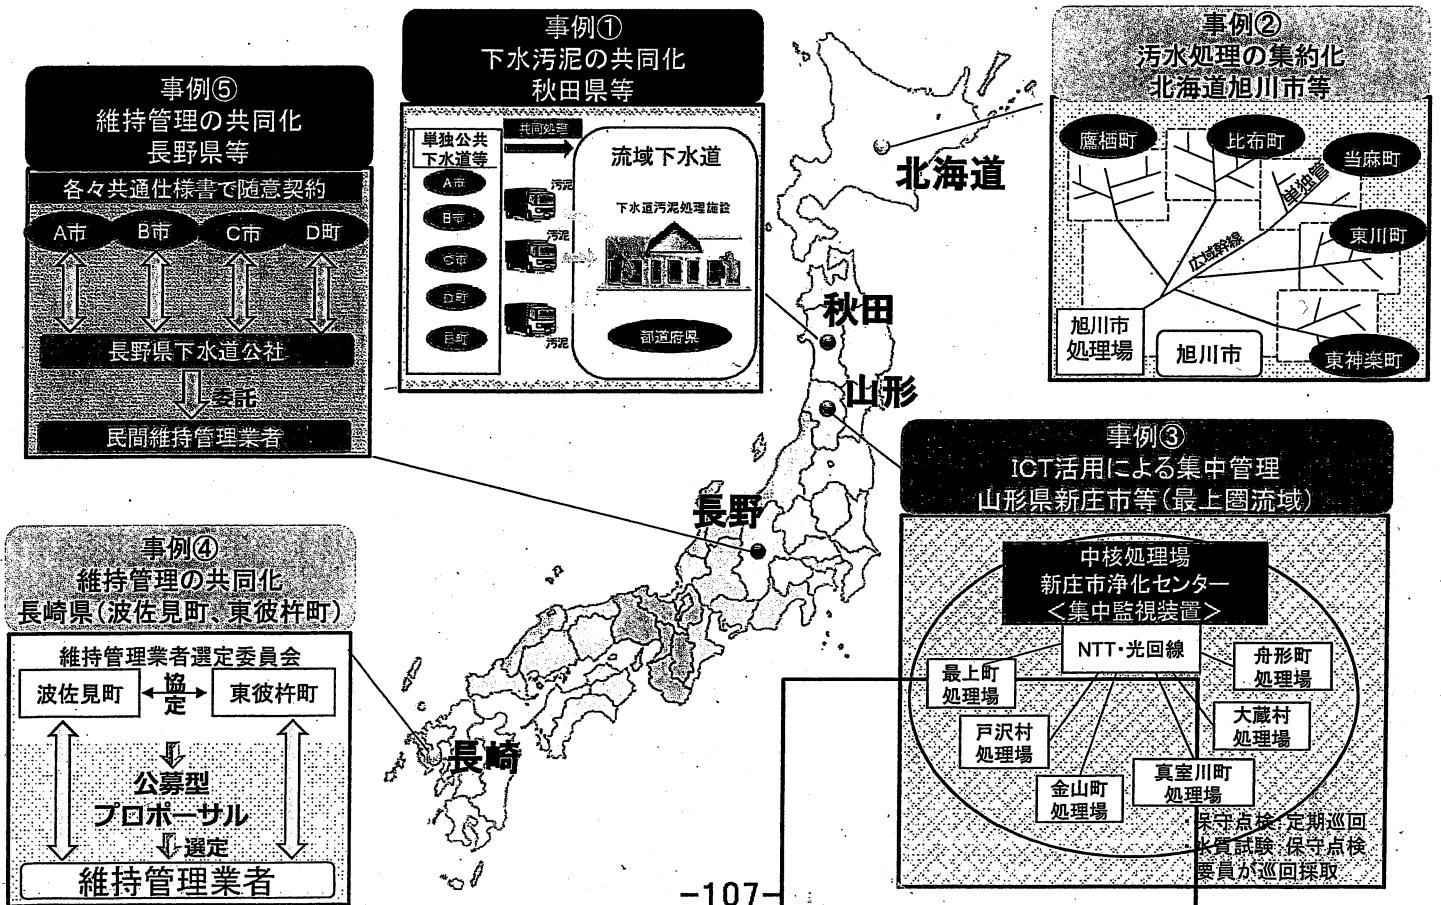 事例①
下水汚泥の共同化
秋田県等
単独公共
下水道等
A市
B市
C市
D町
E町
共同処理
汚泥
汚泥
汚泥
流域下水道
下水道汚泥処理施設
都道府県
事例②
汚水処理の集約化
北海道旭川市等
鷹栖町
比布町
当麻町
東川町
東神楽町
単独管
広域幹線
旭川市
処理場
旭川市
事例⑤
維持管理の共同化
長野県等
各々共通仕様書で随意契約
A市
B市
C市
D町
長野県下水道公社
委託
民間維持管理業者
北海道
秋田
山形
長野
長崎
事例③
ICT活用による集中管理
山形県新庄市等(最上圏流域)
中核処理場
新庄市浄化センター
<集中監視装置>
NTT・光回線
最上町
処理場
戸沢村
処理場
金山町
処理場
真室川町
処理場
大蔵村
処理場
舟形町
処理場
保守点検:定期巡回
水質試験:保守点検
要員が巡回採取
事例④
維持管理の共同化
長崎県(波佐見町、東彼杵町)
維持管理業者選定委員会
波佐見町
協定
東彼杵町
公募型
プロポーサル
選定
維持管理業者
-107-